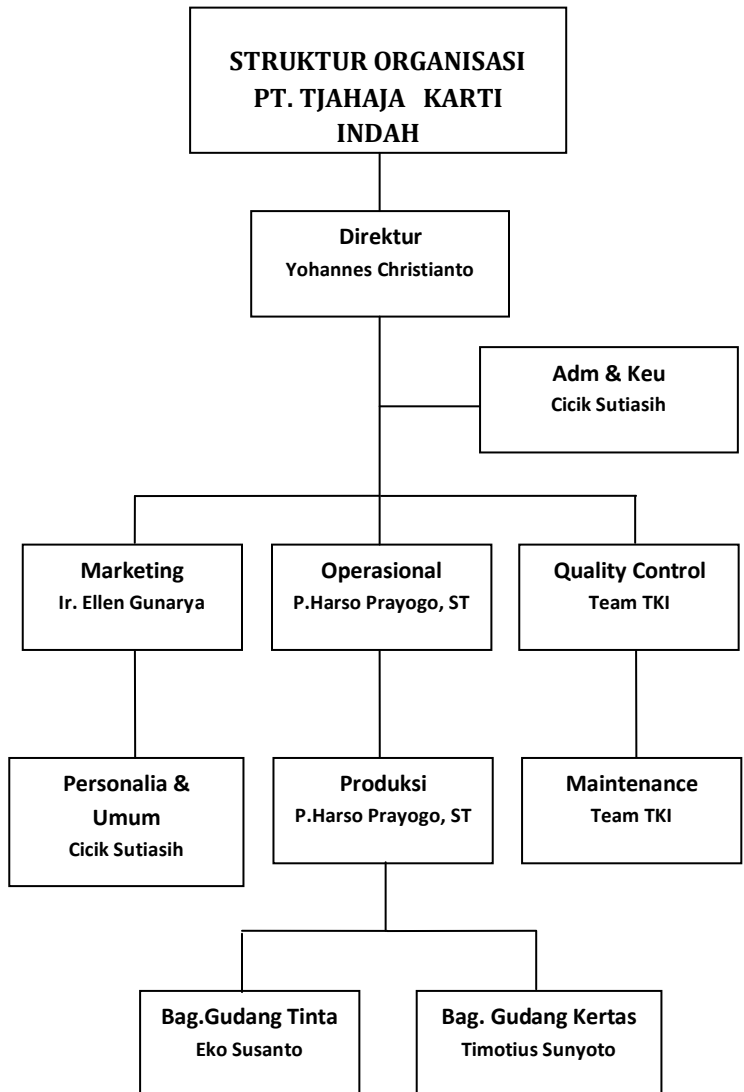 STRUKTUR ORGANISASI
PT. TJAHAJA KARTI
INDAH
Direktur
Yohannes Christianto
Adm & Keu
Cicik Sutiasih
Marketing
Ir. Ellen Gunarya
Operasional
P.Harso Prayogo, ST
Quality Control
Team TKI
Personalia &
Umum
Cicik Sutiasih
Produksi
P.Harso Prayogo, ST
Maintenance
Team TKI
Bag.Gudang Tinta
Eko Susanto
Bag. Gudang Kertas
Timotius Sunyoto